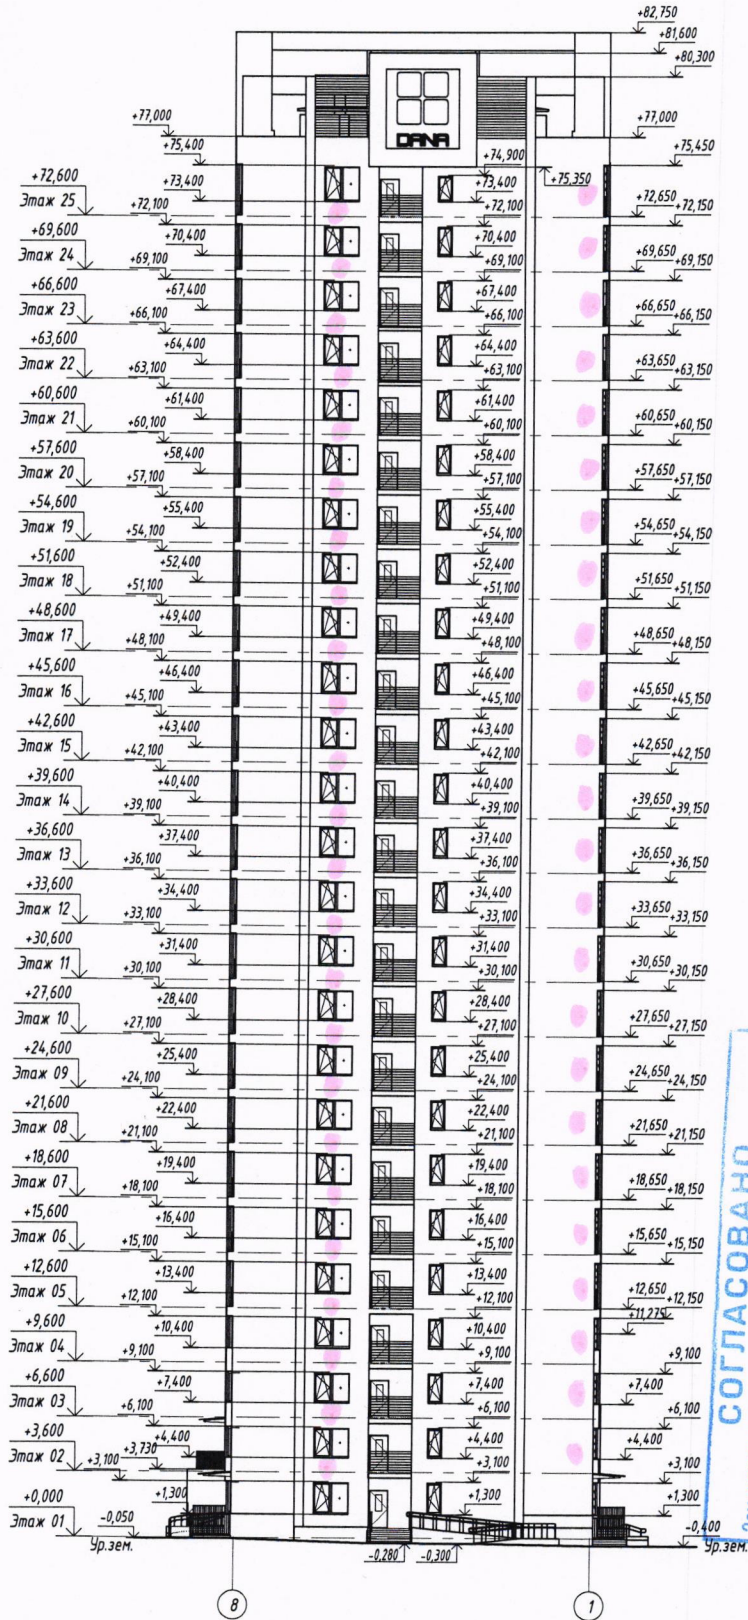 +82,750
+81,600
+80,300
DANA
+77,000 +77,000
+75,400 +74,900 +75,350 +75,450
+72,600 +73,400 +73,400 +72,650
Этаж 25 +72,100 +72,100 +72,150
+69,600 +70,400 +70,400 +69,650
Этаж 24 +69,100 +69,100 +69,150
+66,600 +67,400 +67,400 +66,650
Этаж 23 +66,100 +66,100 +66,150
+63,600 +64,400 +64,400 +63,650
Этаж 22 +63,100 +63,100 +63,150
+60,600 +61,400 +61,400 +60,650
Этаж 21 +60,100 +60,100 +60,150
+57,600 +58,400 +58,400 +57,650
Этаж 20 +57,100 +57,100 +57,150
+54,600 +55,400 +55,400 +54,650
Этаж 19 +54,100 +54,100 +54,150
+51,600 +52,400 +52,400 +51,650
Этаж 18 +51,100 +51,100 +51,150
+48,600 +49,400 +49,400 +48,650
Этаж 17 +48,100 +48,100 +48,150
+45,600 +46,400 +46,400 +45,650
Этаж 16 +45,100 +45,100 +45,150
+42,600 +43,400 +43,400 +42,650
Этаж 15 +42,100 +42,100 +42,150
+39,600 +40,400 +40,400 +39,650
Этаж 14 +39,100 +39,100 +39,150
+36,600 +37,400 +37,400 +36,650
Этаж 13 +36,100 +36,100 +36,150
+33,600 +34,400 +34,400 +33,650
Этаж 12 +33,100 +33,100 +33,150
+30,600 +31,400 +31,400 +30,650
Этаж 11 +30,100 +30,100 +30,150
+27,600 +28,400 +28,400 +27,650
Этаж 10 +27,100 +27,100 +27,150
+24,600 +25,400 +25,400 +24,650
Этаж 09 +24,100 +24,100 +24,150
+21,600 +22,400 +22,400 +21,650
Этаж 08 +21,100 +21,100 +21,150
+18,600 +19,400 +19,400 +18,650
Этаж 07 +18,100 +18,100 +18,150
+15,600 +16,400 +16,400 +15,650
Этаж 06 +15,100 +15,100 +15,150
+12,600 +13,400 +13,400 +12,650
Этаж 05 +12,100 +12,100 +12,150
+11,275
+9,600 +10,400 +10,400
Этаж 04 +9,100 +9,100 +9,100
+6,600 +7,400 +7,400 +7,400
Этаж 03 +6,100 +6,100 +6,100
+3,600 +4,400 +4,400 +4,400
Этаж 02 +3,730
+3,100 +3,100 +3,100
+0,000 +1,300 +1,300 +1,300
Этаж 01 -0,050 -0,400
Ур.зем. -0,280 -0,300 Ур.зем.
8 1
СОГЛАСОВАНО